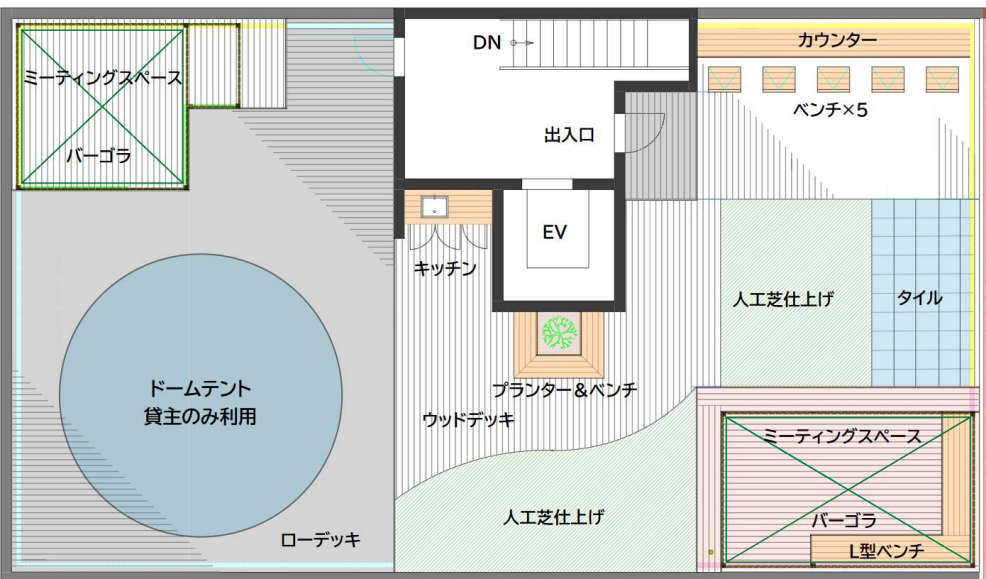 DN
カウンター
ミーティングスペース
ベンチ×5
出入口
バーゴラ
EV
キッチン
人工芝仕上げ
タイル
ドームテント
貸主のみ利用
プランター&ベンチ
ウッドデッキ
ミーティングスペース
人工芝仕上げ
バーゴラ
ローデッキ
L型ベンチ